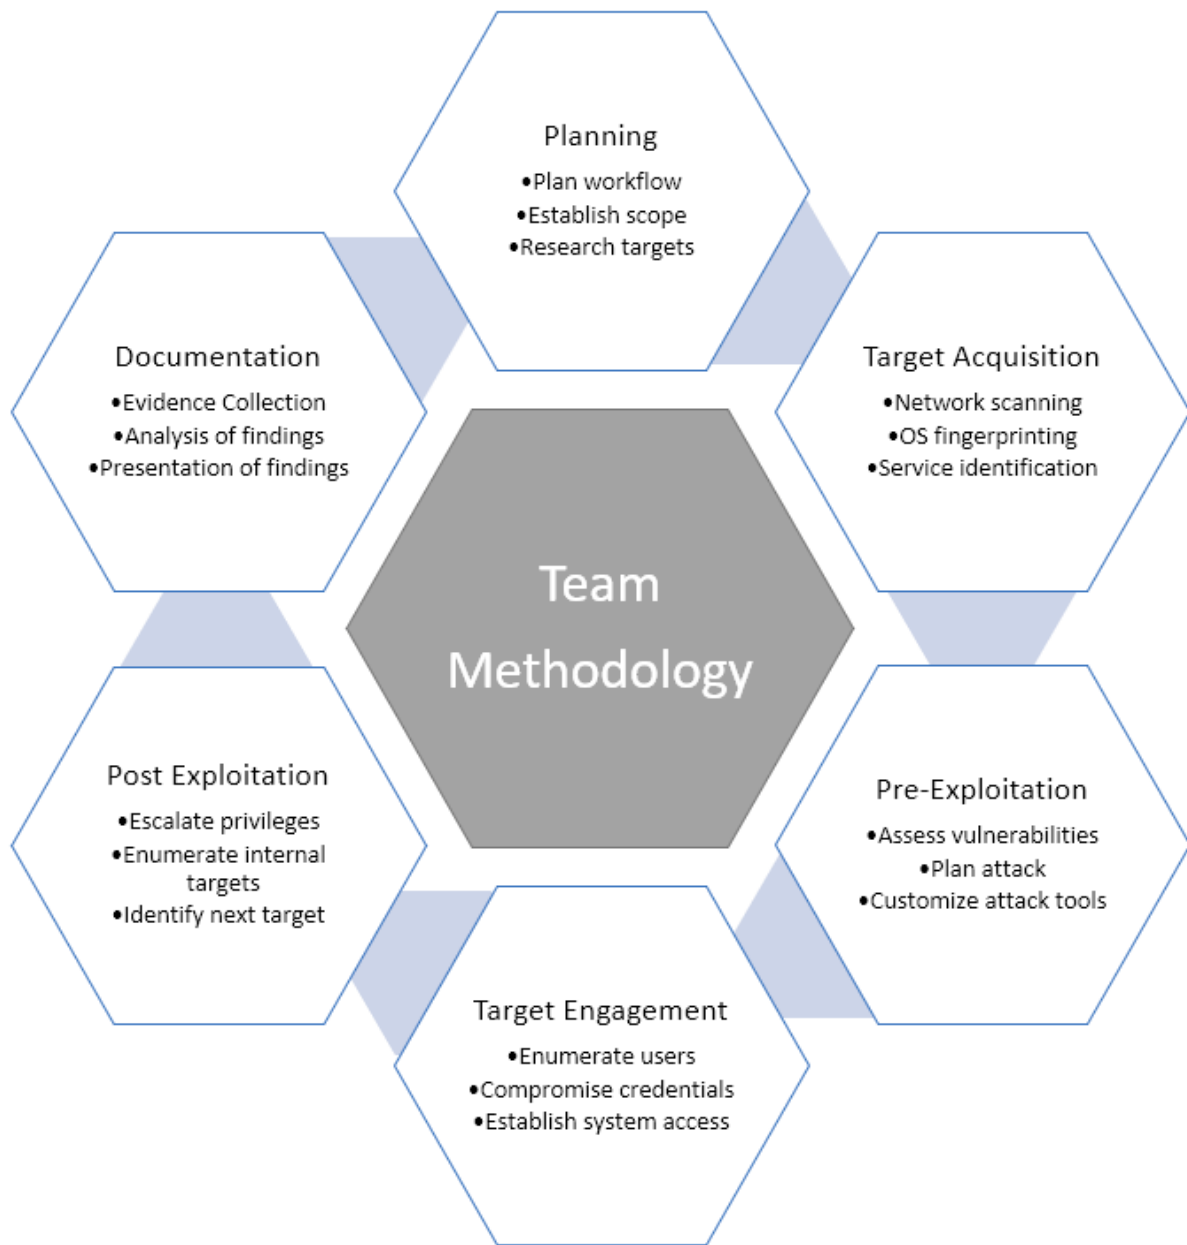 Planning
•Plan workflow
•Establish scope
•Research targets
Target Acquisition
•Network scanning
•OS fingerprinting
•Service identification
Pre-Exploitation
•Assess vulnerabilities
•Plan attack
•Customize attack tools
Target Engagement
•Enumerate users
•Compromise credentials
•Establish system access
Post Exploitation
•Escalate privileges
•Enumerate internal
targets
•Identify next target
Documentation
•Evidence Collection
•Analysis of findings
•Presentation of findings
Team
Methodology